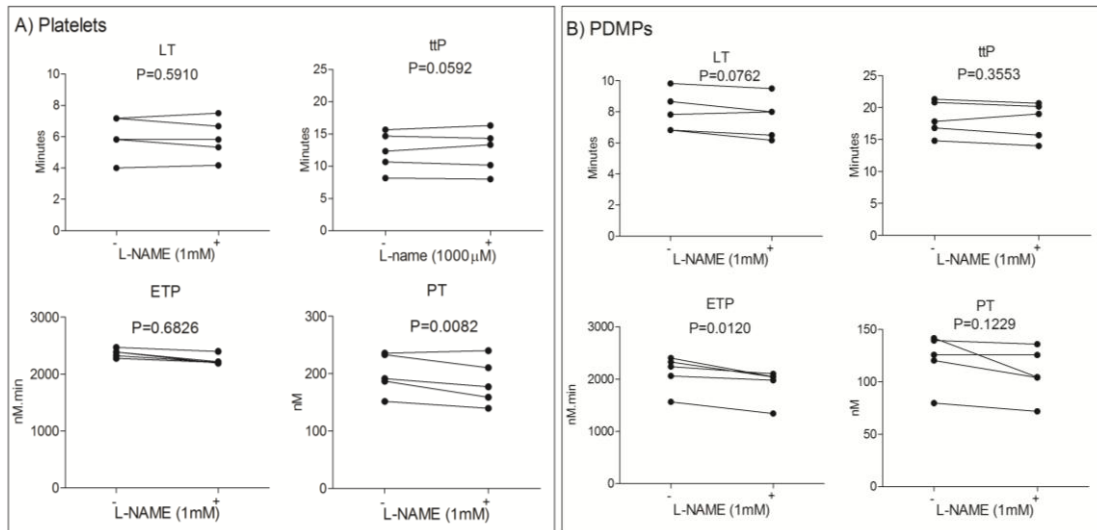 A) Platelets
LT
P=0.5910
10
8
6
4
2
0
Minutes
- +
L-NAME (1mM)
ttP
P=0.0592
25
20
15
10
5
0
Minutes
- +
L-name (1000µM)
ETP
P=0.6826
3000
2000
1000
0
nM.min
- +
L-NAME (1mM)
PT
P=0.0082
300
200
100
0
nM
- +
L-NAME (1mM)
B) PDMPs
LT
P=0.0762
10
8
6
4
2
0
Minutes
- +
L-NAME (1mM)
ttP
P=0.3553
25
20
15
10
5
0
Minutes
- +
L-NAME (1mM)
ETP
P=0.0120
3000
2000
1000
0
nM.min
- +
L-NAME (1mM)
PT
P=0.1229
150
100
50
0
nM
- +
L-NAME (1mM)